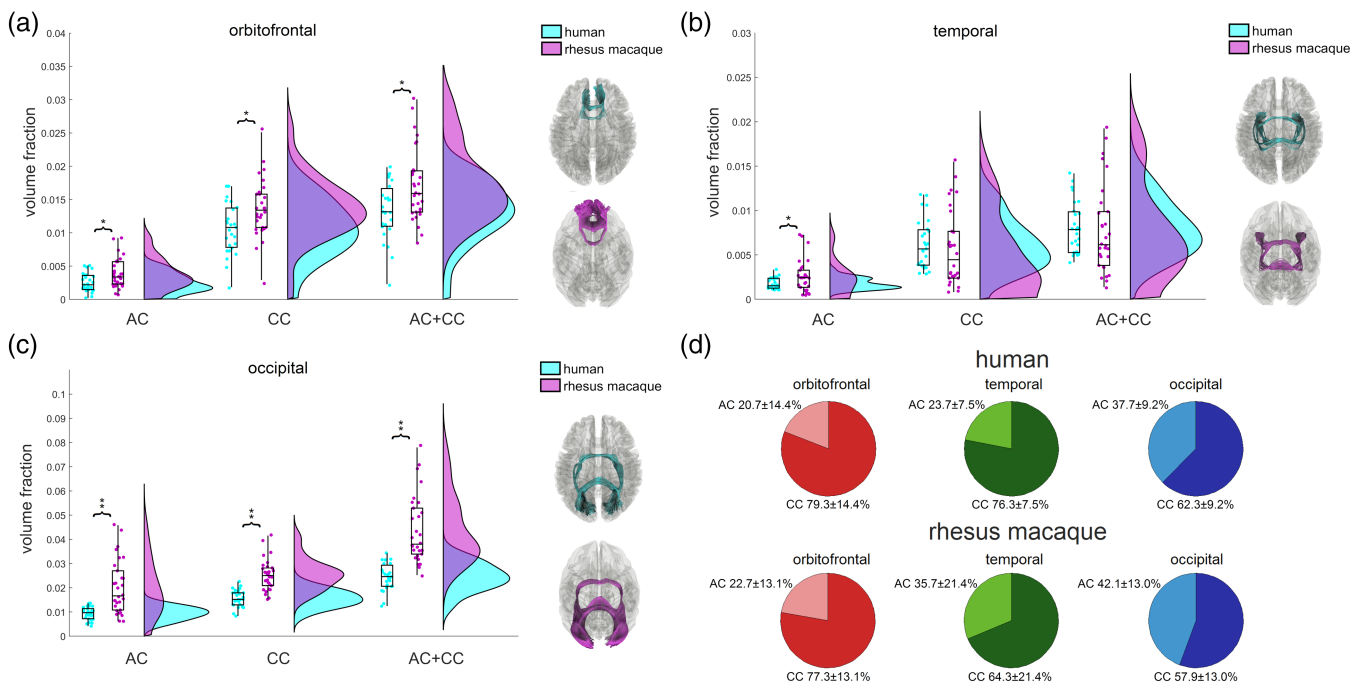 (a)
orbitofrontal
human
rhesus macaque
volume fraction
0.04
0.035
0.03
0.025
0.02
0.015
0.01
0.005
0
*
*
*
AC
CC
AC+CC
(b)
temporal
human
rhesus macaque
volume fraction
0.03
0.025
0.02
0.015
0.01
0.005
0
*
AC
CC
AC+CC
(c)
occipital
human
rhesus macaque
volume fraction
0.1
0.09
0.08
0.07
0.06
0.05
0.04
0.03
0.02
0.01
0
**
**
**
AC
CC
AC+CC
(d)
human
orbitofrontal
temporal
occipital
AC 20.7±14.4%
AC 23.7±7.5%
AC 37.7±9.2%
CC 79.3±14.4%
CC 76.3±7.5%
CC 62.3±9.2%
rhesus macaque
orbitofrontal
temporal
occipital
AC 22.7±13.1%
AC 35.7±21.4%
AC 42.1±13.0%
CC 77.3±13.1%
CC 64.3±21.4%
CC 57.9±13.0%